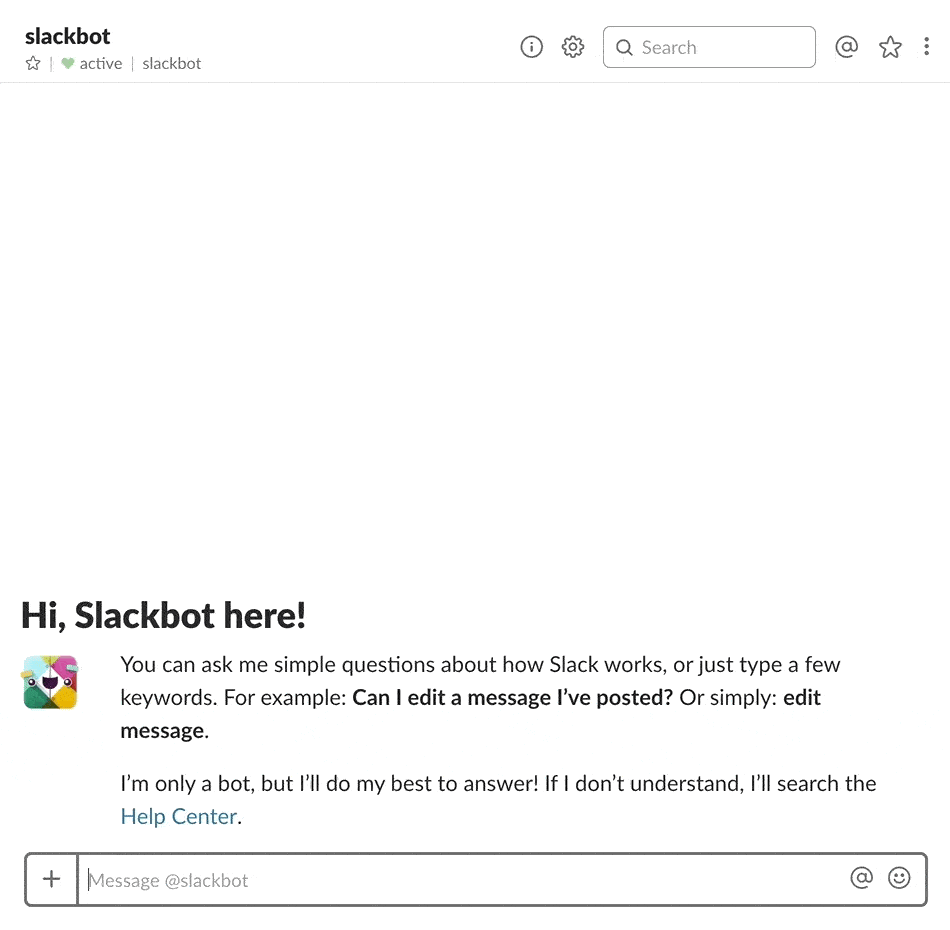 slackbot
active | slackbot
Search
Hi, Slackbot here!
You can ask me simple questions about how Slack works, or just type a few
keywords. For example: Can I edit a message I’ve posted? Or simply: edit
message.
I’m only a bot, but I’ll do my best to answer! If I don’t understand, I’ll search the
Help Center.
Message @slackbot